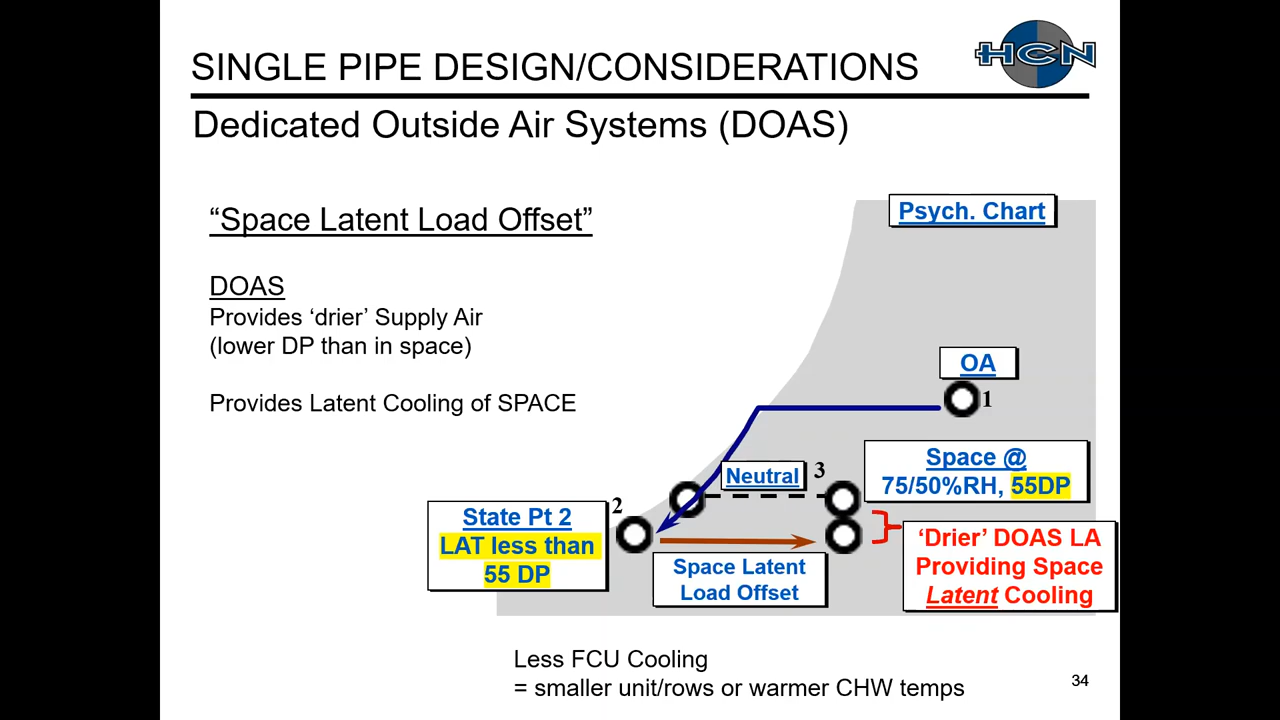 SINGLE PIPE DESIGN/CONSIDERATIONS
HCN
Dedicated Outside Air Systems (DOAS)
“Space Latent Load Offset”
DOAS
Provides ‘drier’ Supply Air
(lower DP than in space)
Provides Latent Cooling of SPACE
Psych. Chart
OA
1
Space @
75/50%RH, 55DP
Neutral
3
2
State Pt 2
LAT less than
55 DP
Space Latent
Load Offset
‘Drier’ DOAS LA
Providing Space
Latent Cooling
Less FCU Cooling
= smaller unit/rows or warmer CHW temps
34